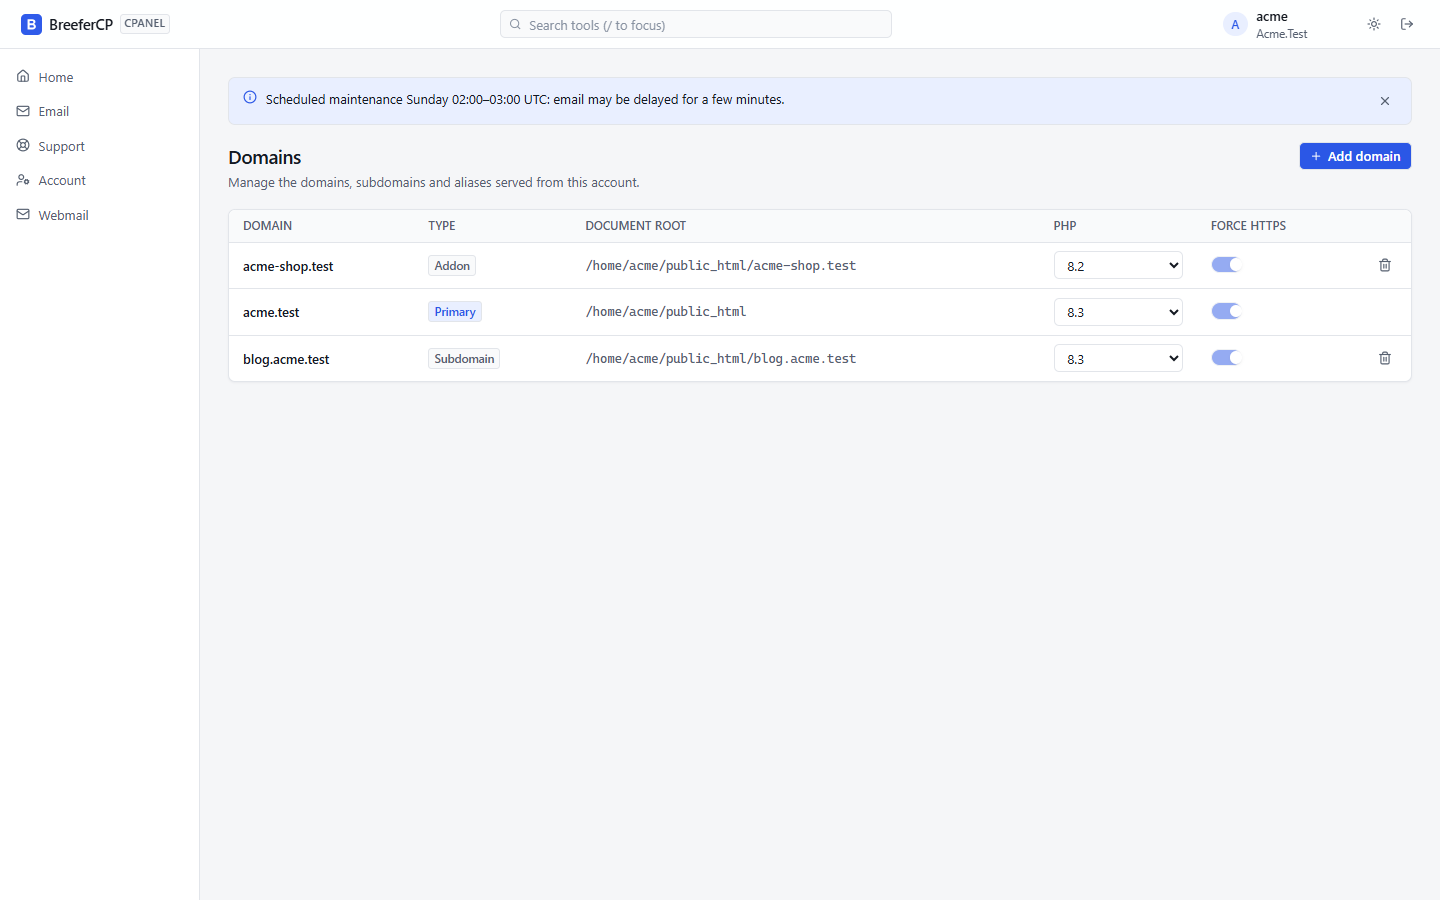 B BreeferCP CPANEL
Search tools (/ to focus)
A acme
Acme.Test
Home
Email
Support
Account
Webmail
Scheduled maintenance Sunday 02:00–03:00 UTC: email may be delayed for a few minutes.
Domains
+ Add domain
Manage the domains, subdomains and aliases served from this account.
DOMAIN TYPE DOCUMENT ROOT PHP FORCE HTTPS
acme-shop.test Addon /home/acme/public_html/acme-shop.test 8.2
acme.test Primary /home/acme/public_html 8.3
blog.acme.test Subdomain /home/acme/public_html/blog.acme.test 8.3